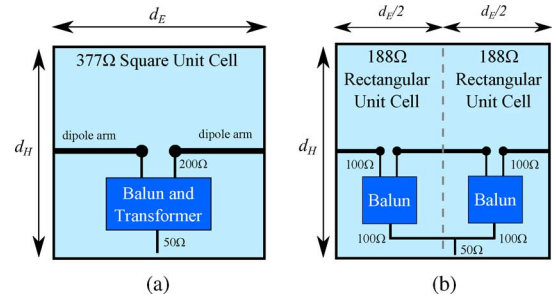 d_E
d_E/2
d_E/2
377Ω Square Unit Cell
188Ω
Rectangular
Unit Cell
188Ω
Rectangular
Unit Cell
d_H
dipole arm
dipole arm
200Ω
Balun and
Transformer
50Ω
d_H
100Ω
100Ω
Balun
Balun
100Ω
100Ω
50Ω
(a)
(b)